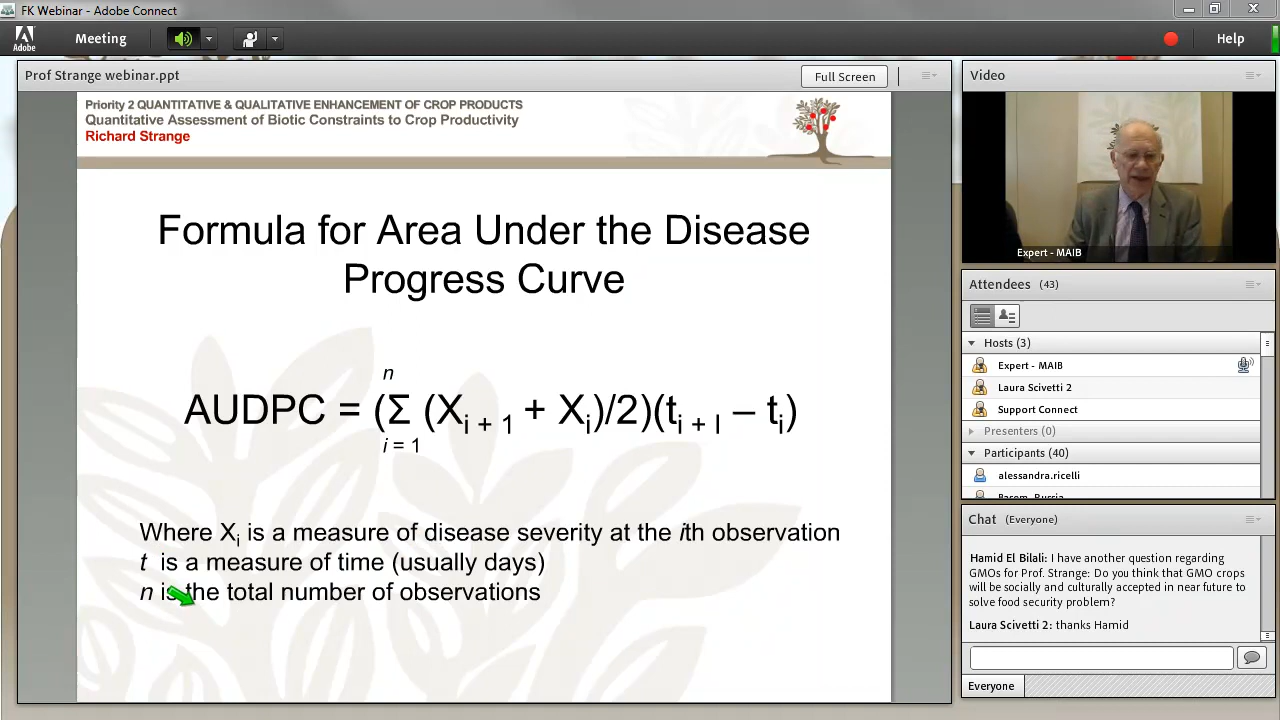 FK Webinar - Adobe Connect
Adobe
Meeting
Help
Prof Strange webinar.ppt
Full Screen
Priority 2 QUANTITATIVE & QUALITATIVE ENHANCEMENT OF CROP PRODUCTS
Quantitative Assessment of Biotic Constraints to Crop Productivity
Richard Strange
Formula for Area Under the Disease
Progress Curve
n
AUDPC = (Σ (Xi + 1 + Xi)/2)(ti + I – ti)
i = 1
Where Xi is a measure of disease severity at the ith observation
t is a measure of time (usually days)
n is the total number of observations
Video
Expert - MAIB
Attendees (43)
Hosts (3)
Expert - MAIB
Laura Scivetti 2
Support Connect
Presenters (0)
Participants (40)
alessandra.ricelli
Chat (Everyone)
Hamid El Bilali: I have another question regarding
GMOs for Prof. Strange: Do you think that GMO crops
will be socially and culturally accepted in near future to
solve food security problem?
Laura Scivetti 2: thanks Hamid
Everyone